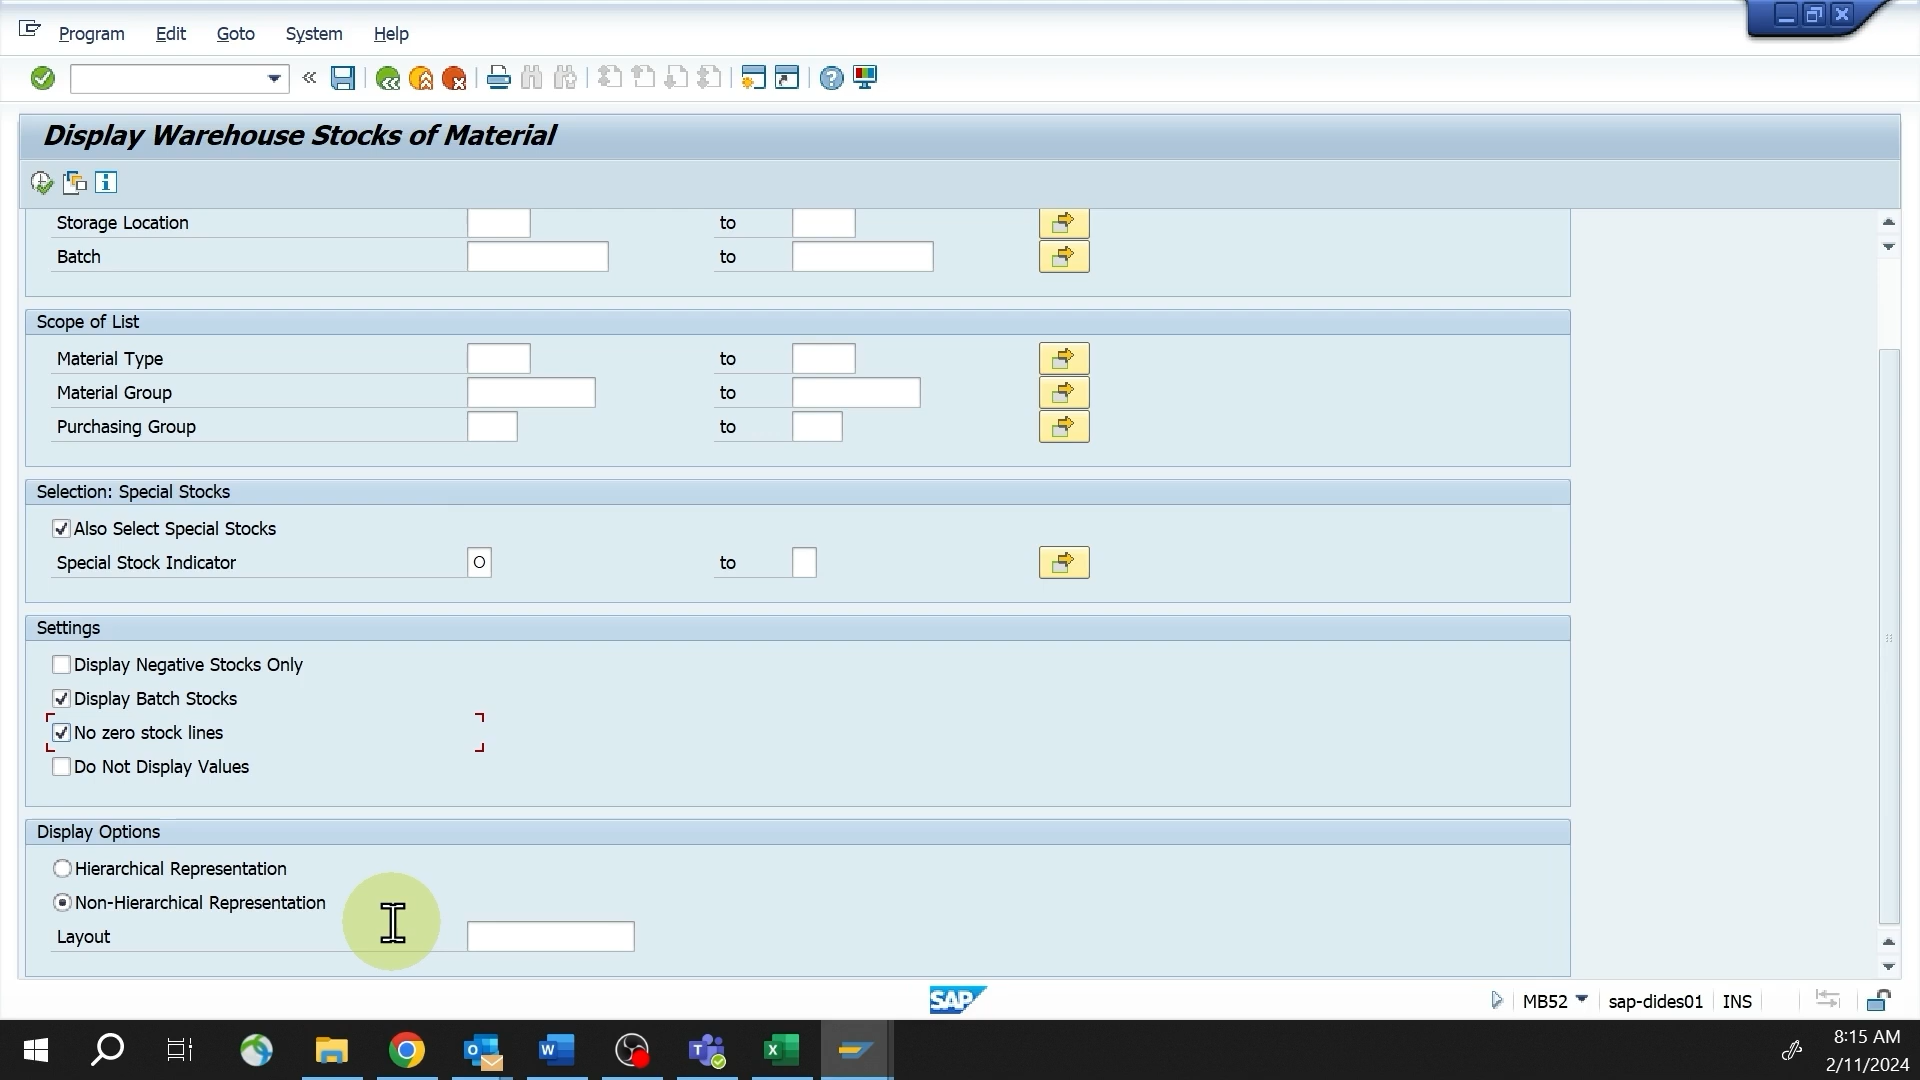 Program Edit Goto System Help
Display Warehouse Stocks of Material
Storage Location to
Batch to
Scope of List
Material Type to
Material Group to
Purchasing Group to
Selection: Special Stocks
Also Select Special Stocks
Special Stock Indicator O to
Settings
Display Negative Stocks Only
Display Batch Stocks
No zero stock lines
Do Not Display Values
Display Options
Hierarchical Representation
Non-Hierarchical Representation
Layout
SAP MB52 sap-dides01 INS
8:15 AM
2/11/2024